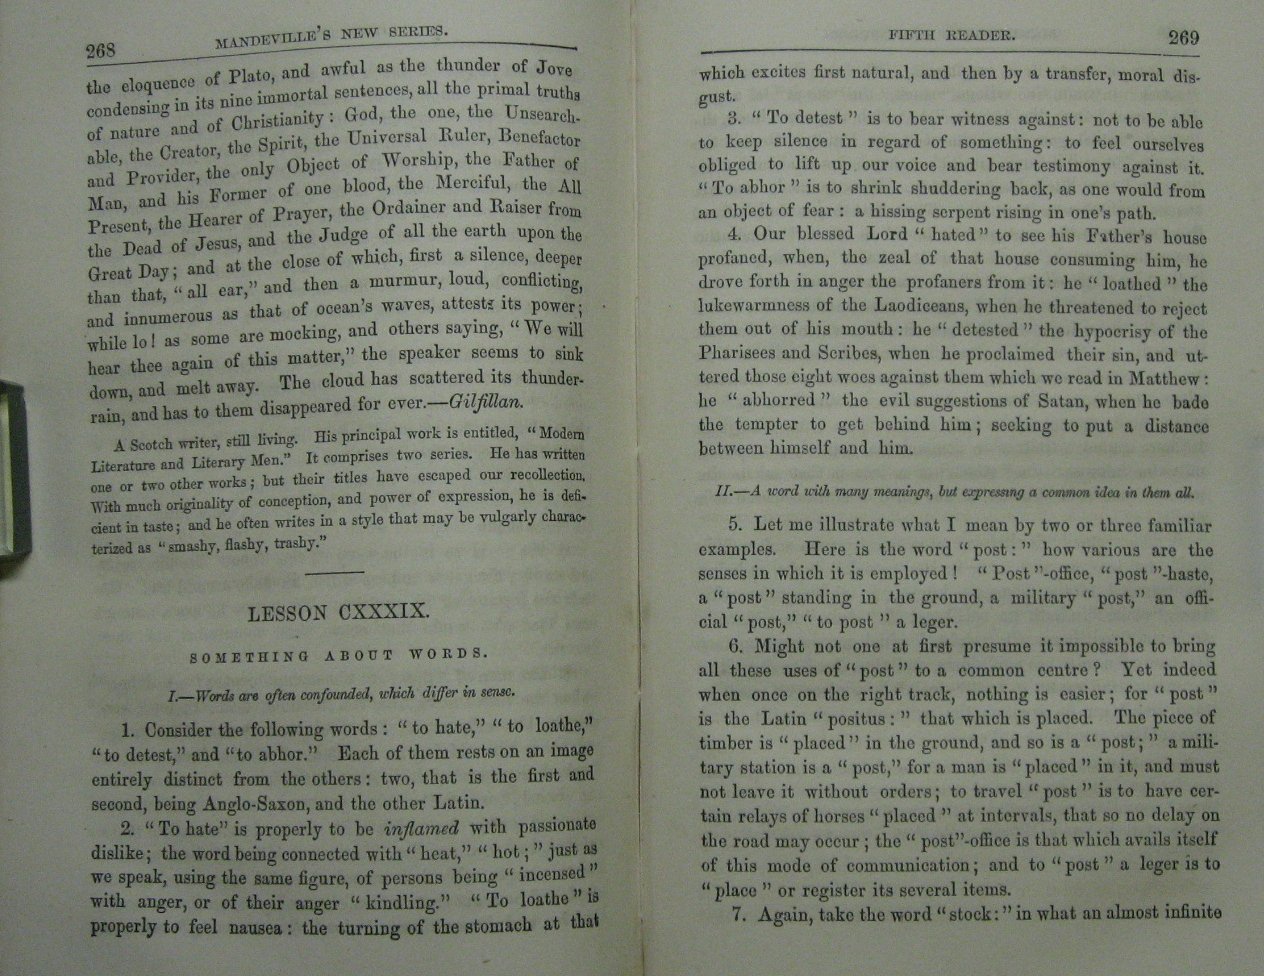 268 MANDEVILLE'S NEW SERIES.
the eloquence of Plato, and awful as the thunder of Jove
condensing in its nine immortal sentences, all the primal truths
of nature and of Christianity: God, the one, the Unsearch-
able, the Creator, the Spirit, the Universal Ruler, Benefactor
and Provider, the only Object of Worship, the Father of
Man, and his Former of one blood, the Merciful, the All
Present, the Hearer of Prayer, the Ordainer and Raiser from
the Dead of Jesus, and the Judge of all the earth upon the
Great Day; and at the close of which, first a silence, deeper
than that, "all ear," and then a murmur, loud, conflicting,
and innumerous as that of ocean's waves, attests its power;
while lo! as some are mocking, and others saying, "We will
hear thee again of this matter," the speaker seems to sink
down, and melt away. The cloud has scattered its thunder-
rain, and has to them disappeared for ever.—Gilfillan.
A Scotch writer, still living. His principal work is entitled, "Modern
Literature and Literary Men." It comprises two series. He has written
one or two other works; but their titles have escaped our recollection.
With much originality of conception, and power of expression, he is defi-
cient in taste; and he often writes in a style that may be vulgarly charac-
terized as "smashy, flashy, trashy."
LESSON CXXXIX.
SOMETHING ABOUT WORDS.
I.—Words are often confounded, which differ in sense.
1. Consider the following words: "to hate," "to loathe,"
"to detest," and "to abhor." Each of them rests on an image
entirely distinct from the others: two, that is the first and
second, being Anglo-Saxon, and the other Latin.
2. "To hate" is properly to be inflamed with passionate
dislike; the word being connected with "heat," "hot;" just as
we speak, using the same figure, of persons being "incensed"
with anger, or of their anger "kindling." "To loathe" is
properly to feel nausea: the turning of the stomach at that
FIFTH READER. 269
which excites first natural, and then by a transfer, moral dis-
gust.
3. "To detest" is to bear witness against: not to be able
to keep silence in regard of something: to feel ourselves
obliged to lift up our voice and bear testimony against it.
"To abhor" is to shrink shuddering back, as one would from
an object of fear: a hissing serpent rising in one's path.
4. Our blessed Lord "hated" to see his Father's house
profaned, when, the zeal of that house consuming him, he
drove forth in anger the profaners from it: he "loathed" the
lukewarmness of the Laodiceans, when he threatened to reject
them out of his mouth: he "detested" the hypocrisy of the
Pharisees and Scribes, when he proclaimed their sin, and ut-
tered those eight woes against them which we read in Matthew:
he "abhorred" the evil suggestions of Satan, when he bade
the tempter to get behind him; seeking to put a distance
between himself and him.
II.—A word with many meanings, but expressing a common idea in them all.
5. Let me illustrate what I mean by two or three familiar
examples. Here is the word "post:" how various are the
senses in which it is employed! "Post"-office, "post"-haste,
a "post" standing in the ground, a military "post," an offi-
cial "post," "to post" a leger.
6. Might not one at first presume it impossible to bring
all these uses of "post" to a common centre? Yet indeed
when once on the right track, nothing is easier; for "post"
is the Latin "positus:" that which is placed. The piece of
timber is "placed" in the ground, and so is a "post;" a mili-
tary station is a "post," for a man is "placed" in it, and must
not leave it without orders; to travel "post" is to have cer-
tain relays of horses "placed" at intervals, that so no delay on
the road may occur; the "post"-office is that which avails itself
of this mode of communication; and to "post" a leger is to
"place" or register its several items.
7. Again, take the word "stock:" in what an almost infinite